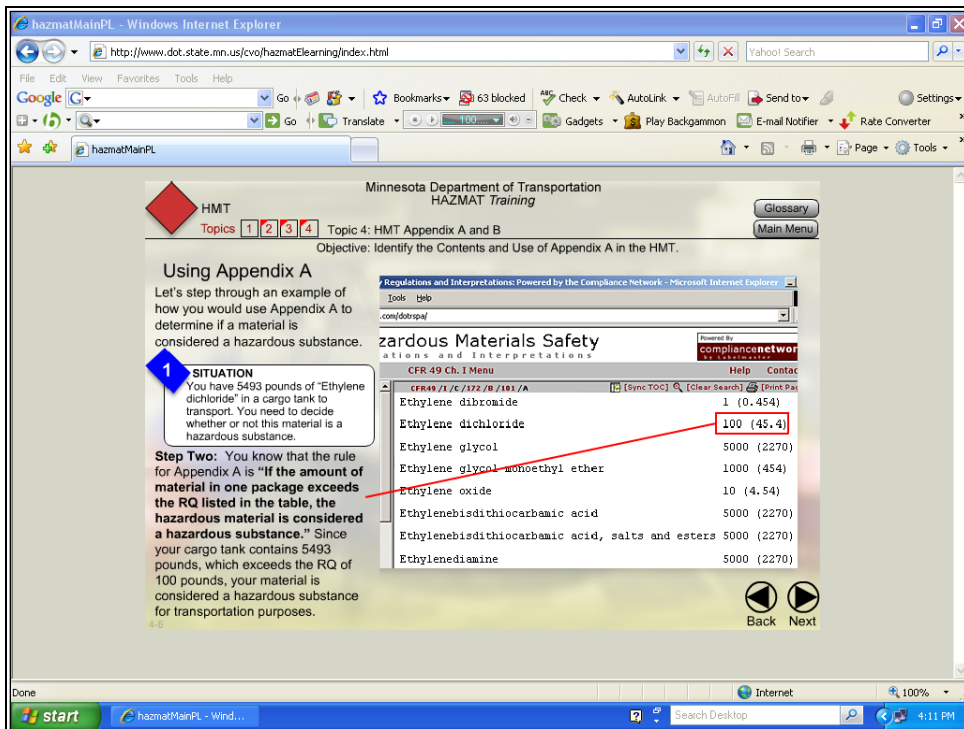 hazmatMainPL - Windows Internet Explorer
http://www.dot.state.mn.us/cvo/hazmatElearning/index.html
Yahoo! Search
File Edit View Favorites Tools Help
Google G Go Bookmarks 63 blocked ABC Check AutoLink AutoFill Send to Settings
Q Go Translate 100... Gadgets Play Backgammon E-mail Notifier Rate Converter
hazmatMainPL Page Tools
Minnesota Department of Transportation
HAZMAT Training
HMT
Glossary
Topics 1 2 3 4 Topic 4: HMT Appendix A and B
Main Menu
Objective: Identify the Contents and Use of Appendix A in the HMT.
Using Appendix A
Let's step through an example of
how you would use Appendix A to
determine if a material is
considered a hazardous substance.
1
SITUATION
You have 5493 pounds of "Ethylene
dichloride" in a cargo tank to
transport. You need to decide
whether or not this material is a
hazardous substance.
Step Two: You know that the rule
for Appendix A is "If the amount of
material in one package exceeds
the RQ listed in the table, the
hazardous material is considered
a hazardous substance." Since
your cargo tank contains 5493
pounds, which exceeds the RQ of
100 pounds, your material is
considered a hazardous substance
for transportation purposes.
4-6
y Regulations and Interpretations: Powered by the Compliance Network - Microsoft Internet Explorer
Tools Help
.com/dotrspa/
zardous Materials Safety
ations and Interpretations
Powered By
compliancenetwor
by Labelmaster
CFR 49 Ch. I Menu Help Contac
CFR49 /I /C /172 /B /101 /A [Sync TOC] [Clear Search] [Print Pag
Ethylene dibromide 1 (0.454)
Ethylene dichloride 100 (45.4)
Ethylene glycol 5000 (2270)
Ethylene glycol monoethyl ether 1000 (454)
Ethylene oxide 10 (4.54)
Ethylenebisdithiocarbamic acid 5000 (2270)
Ethylenebisdithiocarbamic acid, salts and esters 5000 (2270)
Ethylenediamine 5000 (2270)
Back Next
Done Internet 100%
start hazmatMainPL - Wind... Search Desktop 4:11 PM